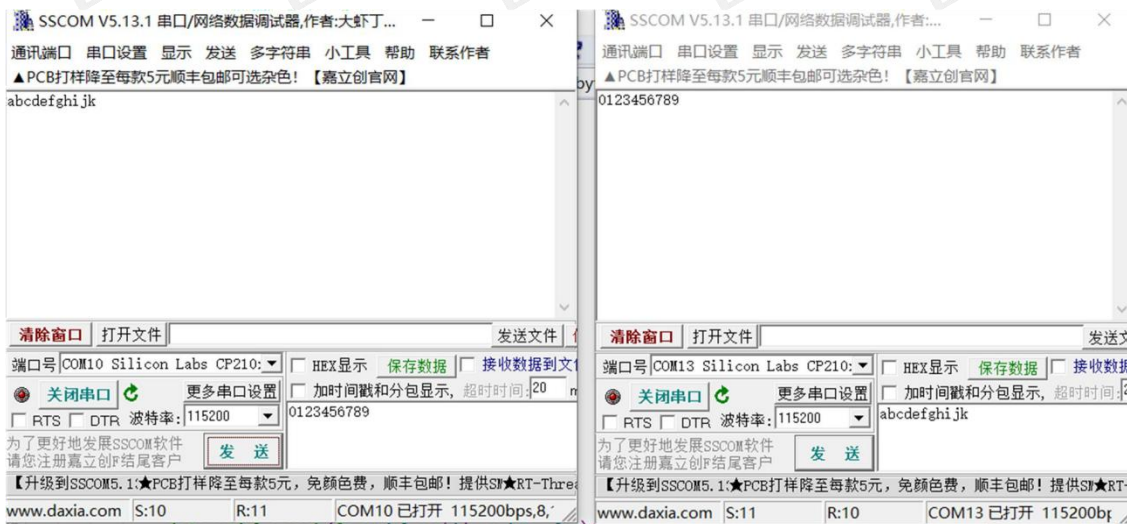 SSCOM V5.13.1 串口/网络数据调试器,作者:大虾丁...
通讯端口 串口设置 显示 发送 多字符串 小工具 帮助 联系作者
▲PCB打样降至每款5元顺丰包邮可选杂色！【嘉立创官网】
abcdefghijk
清除窗口 打开文件 发送文件
端口号 COM10 Silicon Labs CP210: HEX显示 保存数据 接收数据到文
关闭串口 更多串口设置 加时间戳和分包显示, 超时时间: 20 m
RTS DTR 波特率: 115200 0123456789
为了更好地发展SSCOM软件
请您注册嘉立创F结尾客户 发 送
【升级到SSCOM5.1:★PCB打样降至每款5元，免颜色费，顺丰包邮！提供SM★RT-Threa
www.daxia.com S:10 R:11 COM10 已打开 115200bps,8,
by
SSCOM V5.13.1 串口/网络数据调试器,作者:...
通讯端口 串口设置 显示 发送 多字符串 小工具 帮助 联系作者
▲PCB打样降至每款5元顺丰包邮可选杂色！【嘉立创官网】
0123456789
清除窗口 打开文件 发送文
端口号 COM13 Silicon Labs CP210: HEX显示 保存数据 接收数据
关闭串口 更多串口设置 加时间戳和分包显示, 超时时间:
RTS DTR 波特率: 115200 abcdefghijk
为了更好地发展SSCOM软件
请您注册嘉立创F结尾客户 发 送
【升级到SSCOM5.1:★PCB打样降至每款5元，免颜色费，顺丰包邮！提供SM★RT-
www.daxia.com S:11 R:10 COM13 已打开 115200bp